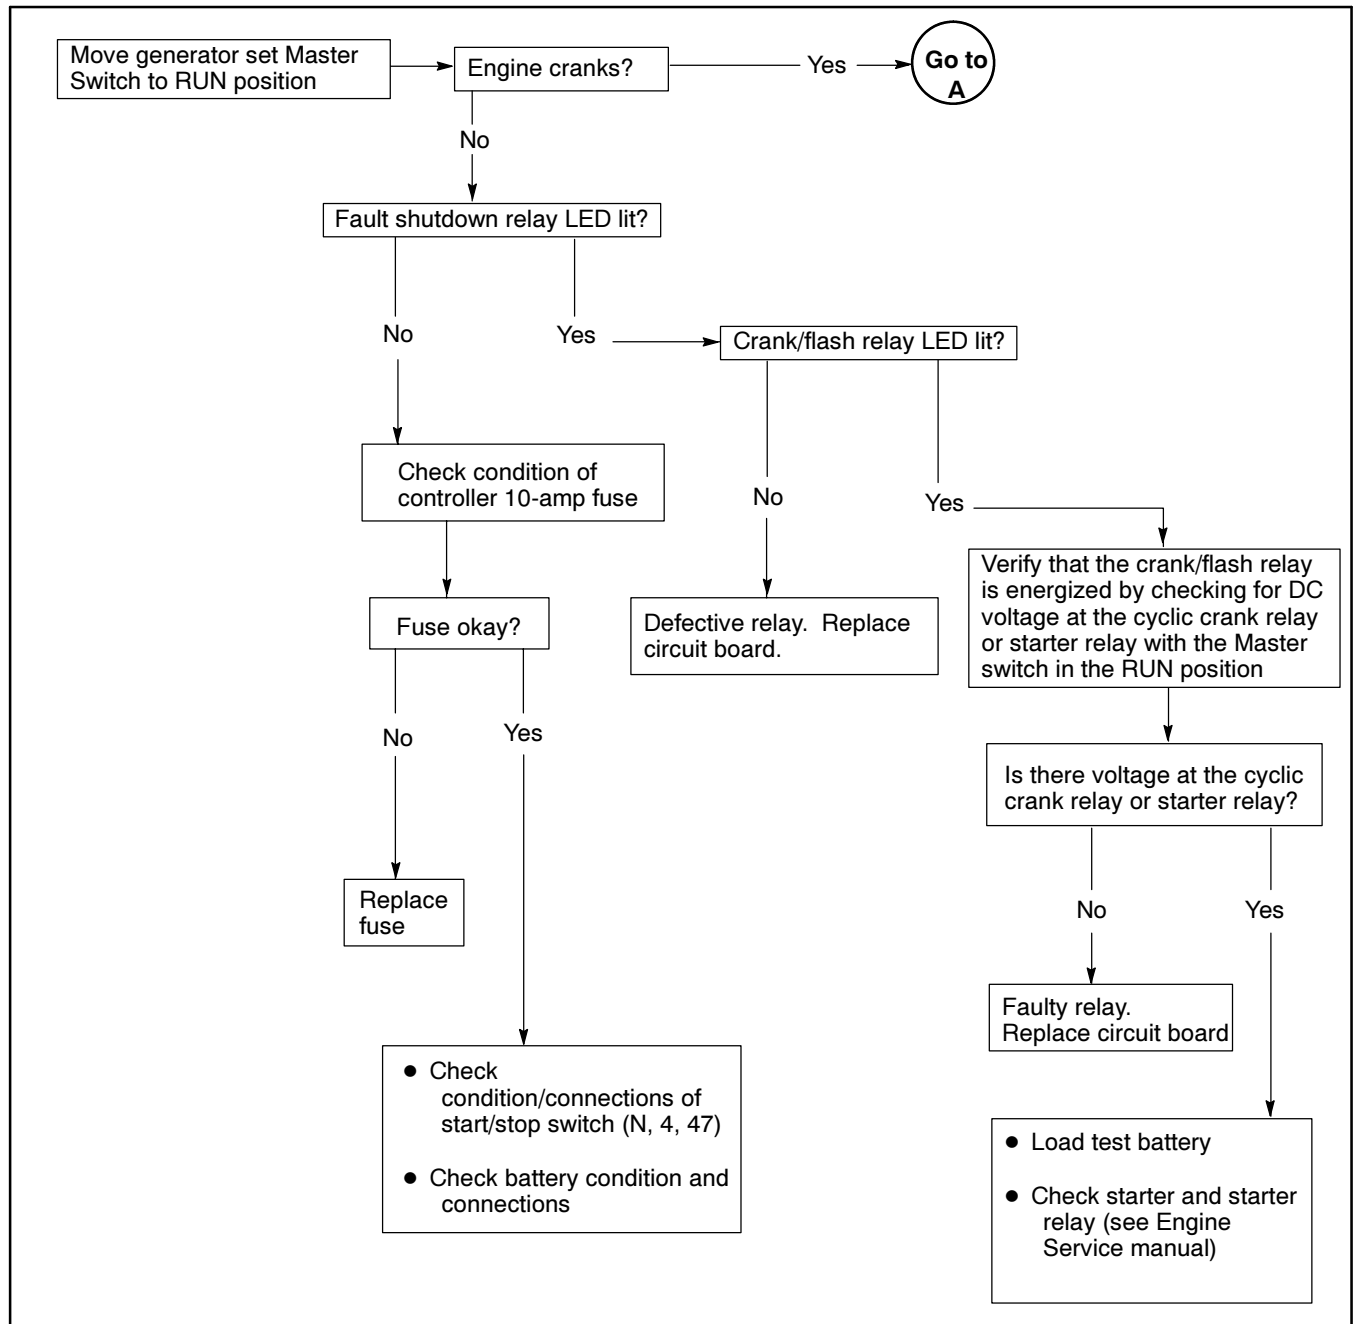 Move generator set Master
Switch to RUN position
Engine cranks?
Yes
Go to
A
No
Fault shutdown relay LED lit?
No
Yes
Crank/flash relay LED lit?
Check condition of
controller 10-amp fuse
No
Yes
Verify that the crank/flash relay
is energized by checking for DC
voltage at the cyclic crank relay
or starter relay with the Master
switch in the RUN position
Fuse okay?
Defective relay. Replace
circuit board.
No
Yes
Is there voltage at the cyclic
crank relay or starter relay?
Replace
fuse
No
Yes
Faulty relay.
Replace circuit board
● Check
condition/connections of
start/stop switch (N, 4, 47)
● Check battery condition and
connections
● Load test battery
● Check starter and starter
relay (see Engine
Service manual)